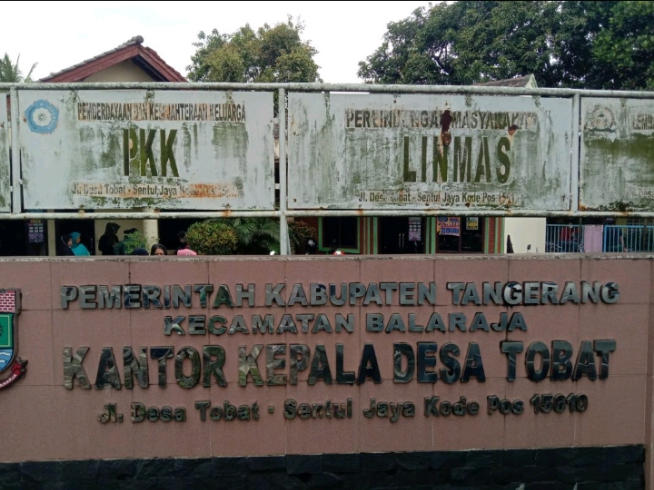 PEMBERDAYAAN DAN KESEJAHTERAAN KELUARGA
PKK
Jl. Desa Tobat - Sentul Jaya
PERLINDUNGAN MASYARAKAT
LINMAS
Jl. Desa Tobat - Sentul Jaya Kode Pos
PEMERINTAH KABUPATEN TANGERANG
KECAMATAN BALARAJA
KANTOR KEPALA DESA TOBAT
Jl. Desa Tobat - Sentul Jaya Kode Pos 15610